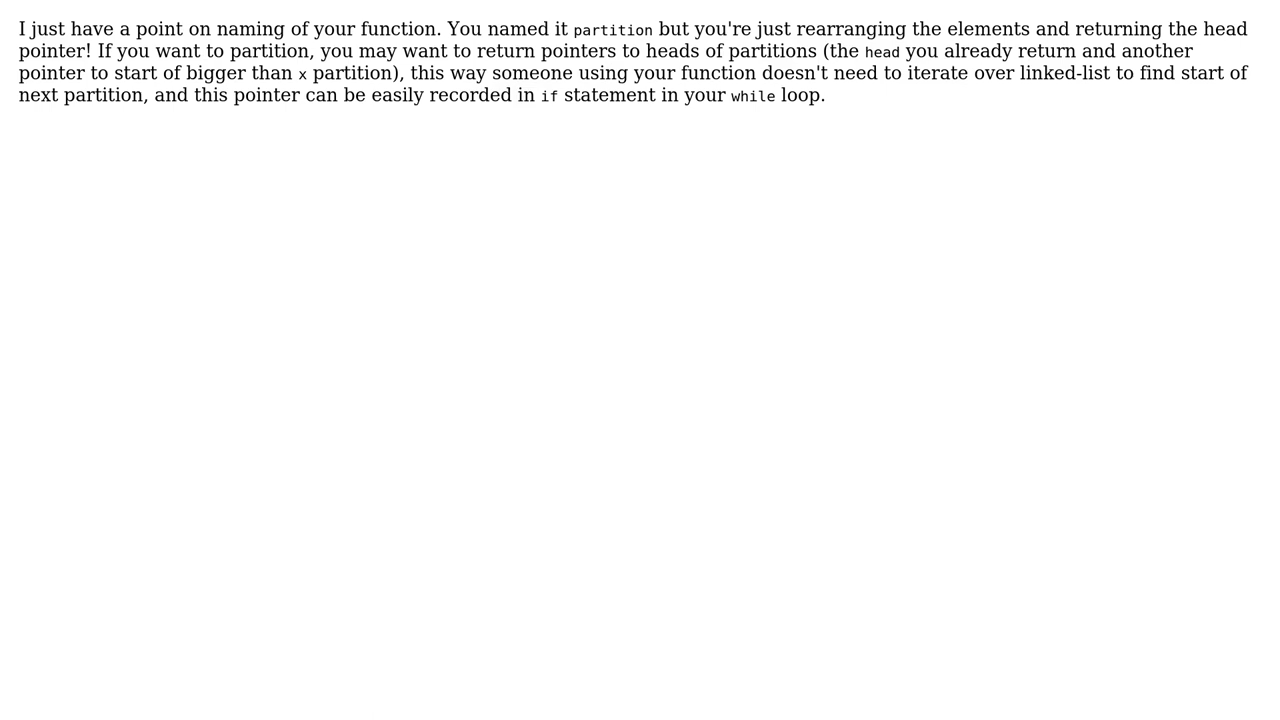 I just have a point on naming of your function. You named it partition but you're just rearranging the elements and returning the head
pointer! If you want to partition, you may want to return pointers to heads of partitions (the head you already return and another
pointer to start of bigger than x partition), this way someone using your function doesn't need to iterate over linked-list to find start of
next partition, and this pointer can be easily recorded in if statement in your while loop.